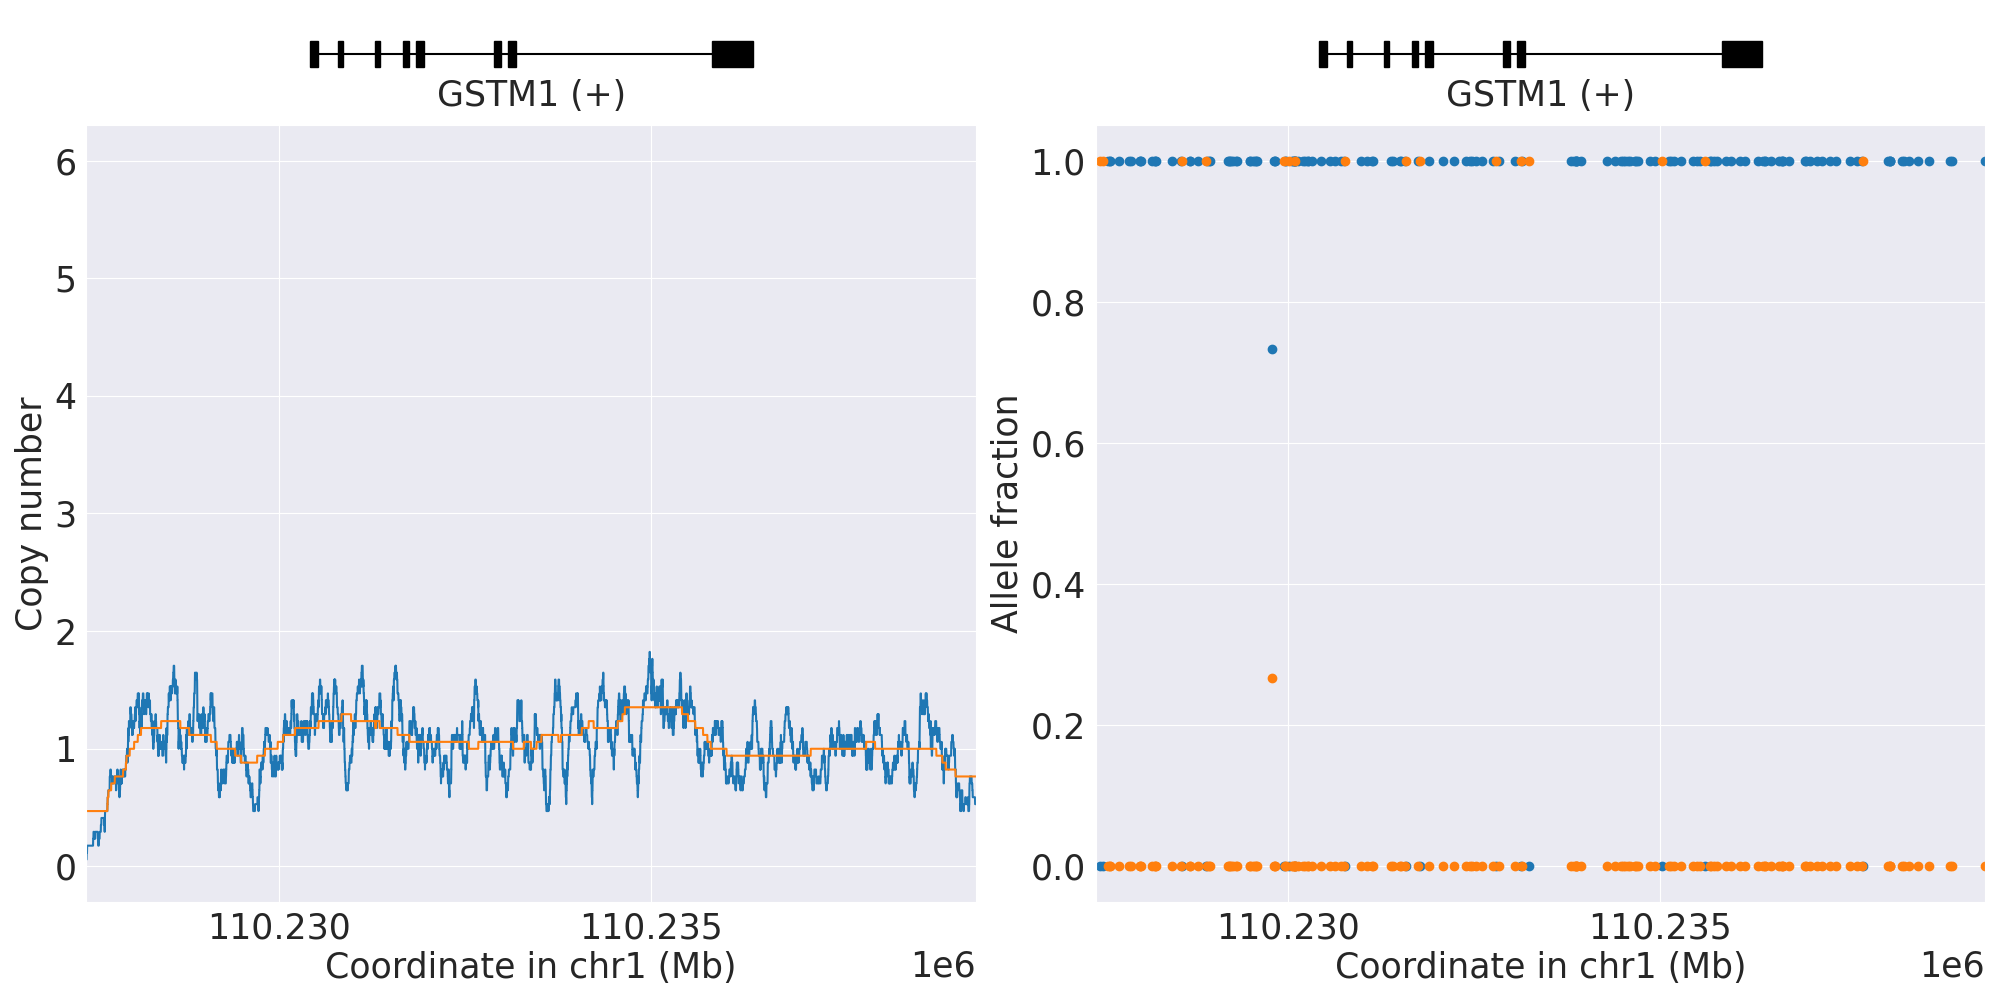 GSTM1 (+)
6
5
4
3
2
1
0
Copy number
110.230
110.235
Coordinate in chr1 (Mb)
1e6
GSTM1 (+)
1.0
0.8
0.6
0.4
0.2
0.0
Allele fraction
110.230
110.235
Coordinate in chr1 (Mb)
1e6